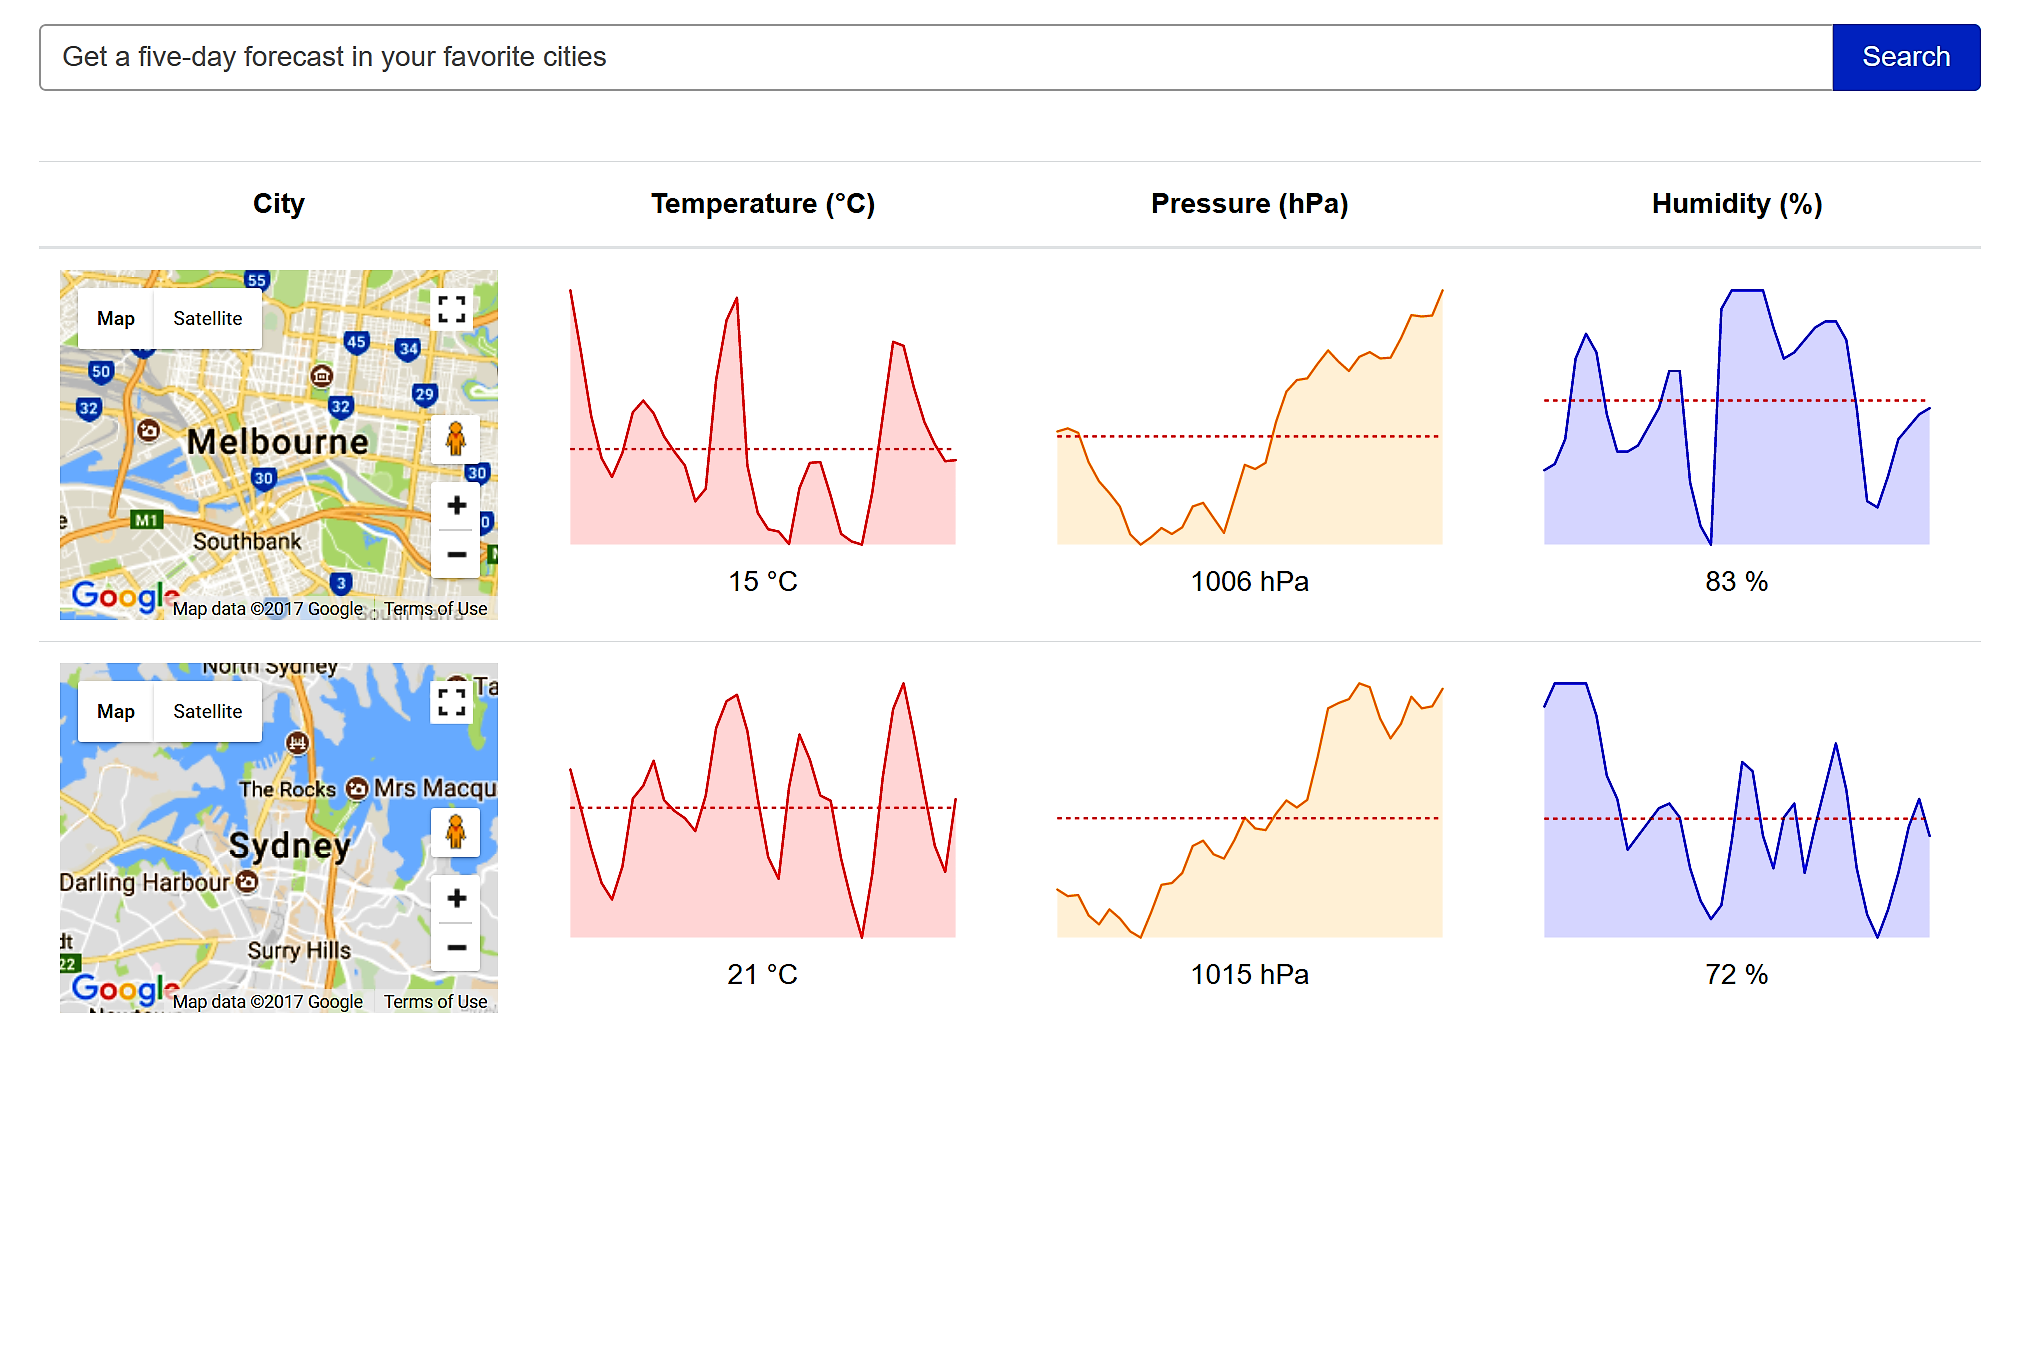 Get a five-day forecast in your favorite cities
Search
City
Temperature (°C)
Pressure (hPa)
Humidity (%)
55
Map
Satellite
45
34
50
29
32
32
Melbourne
30
30
M1
Southbank
3
Google
Map data ©2017 Google
Terms of Use
15 °C
1006 hPa
83 %
North Sydney
Map
Satellite
The Rocks
Mrs Macqu
Sydney
Darling Harbour
Surry Hills
22
Google
Map data ©2017 Google
Terms of Use
21 °C
1015 hPa
72 %